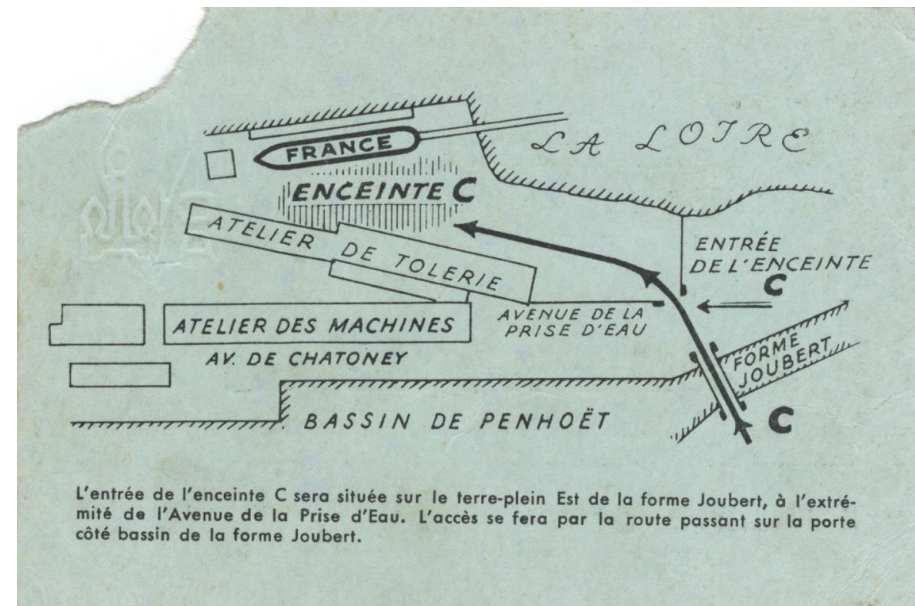 FRANCE
LA LOIRE
ENCEINTE C
ATELIER DE TOLERIE
ENTRÉE
DE L'ENCEINTE
C
AVENUE DE LA
PRISE D'EAU
ATELIER DES MACHINES
AV. DE CHATONEY
FORME
JOUBERT
BASSIN DE PENHOËT
C
L'entrée de l'enceinte C sera située sur le terre-plein Est de la forme Joubert, à l'extré-
mité de l'Avenue de la Prise d'Eau. L'accès se fera par la route passant sur la porte
côté bassin de la forme Joubert.